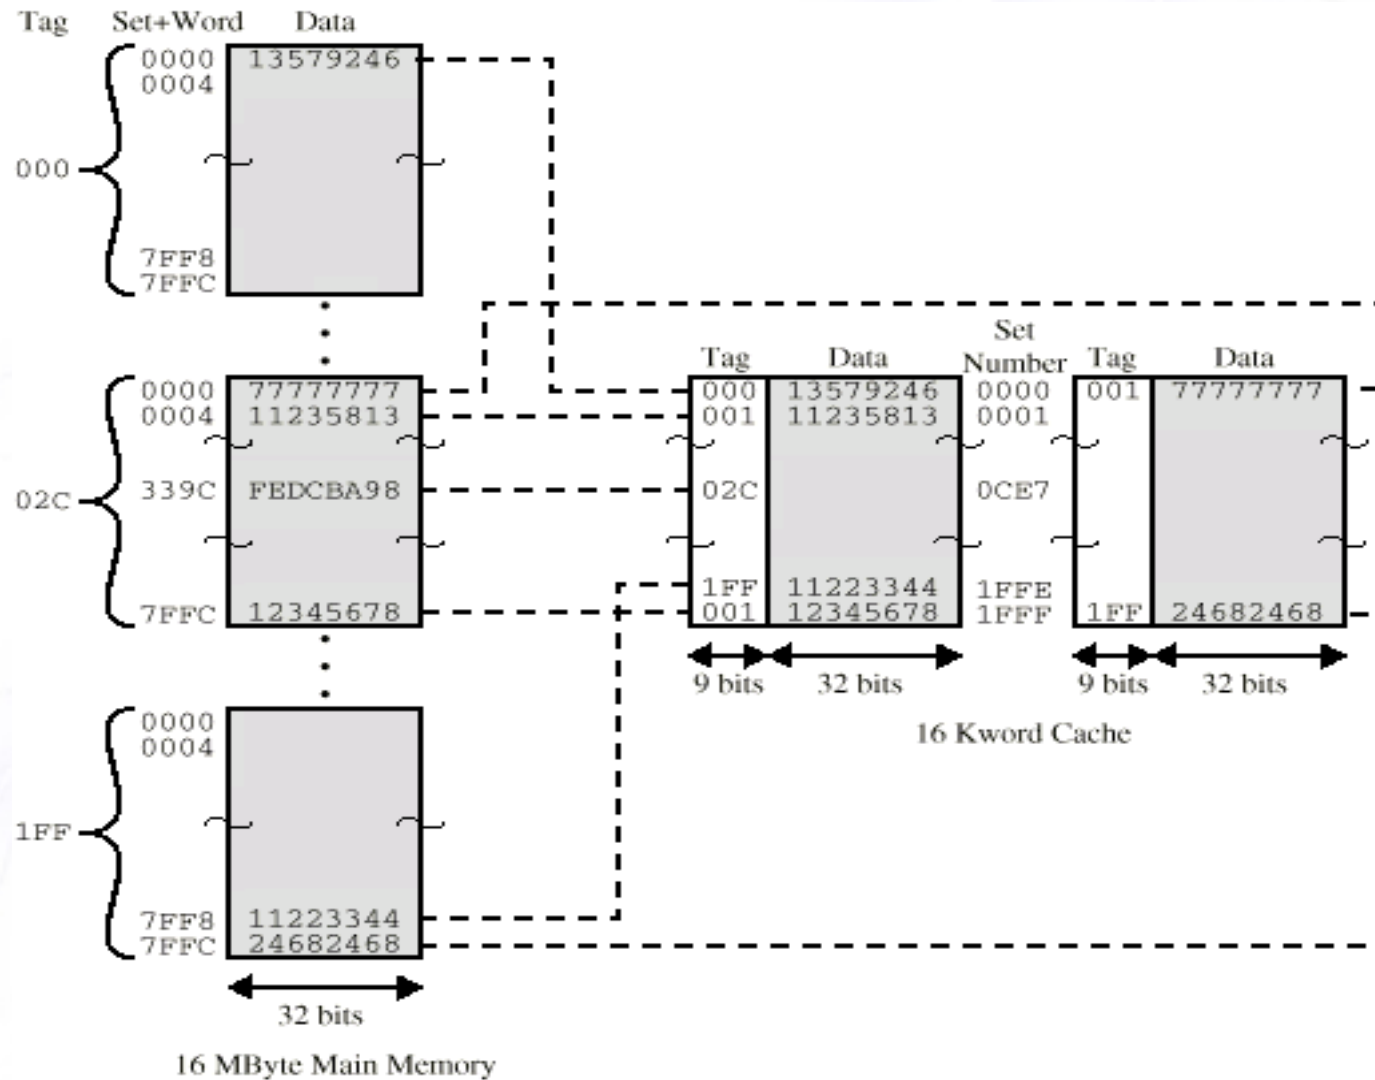 Tag Set+Word Data
0000 13579246
0004
000
7FF8
7FFC
Set
Tag Data Number Tag Data
0000 77777777 000 13579246 0000 001 77777777
0004 11235813 001 11235813 0001
02C 339C FEDCBA98 02C 0CE7
1FF 11223344 1FFE
7FFC 12345678 001 12345678 1FFF 1FF 24682468
9 bits 32 bits 9 bits 32 bits
16 Kword Cache
0000
0004
1FF
7FF8 11223344
7FFC 24682468
32 bits
16 MByte Main Memory